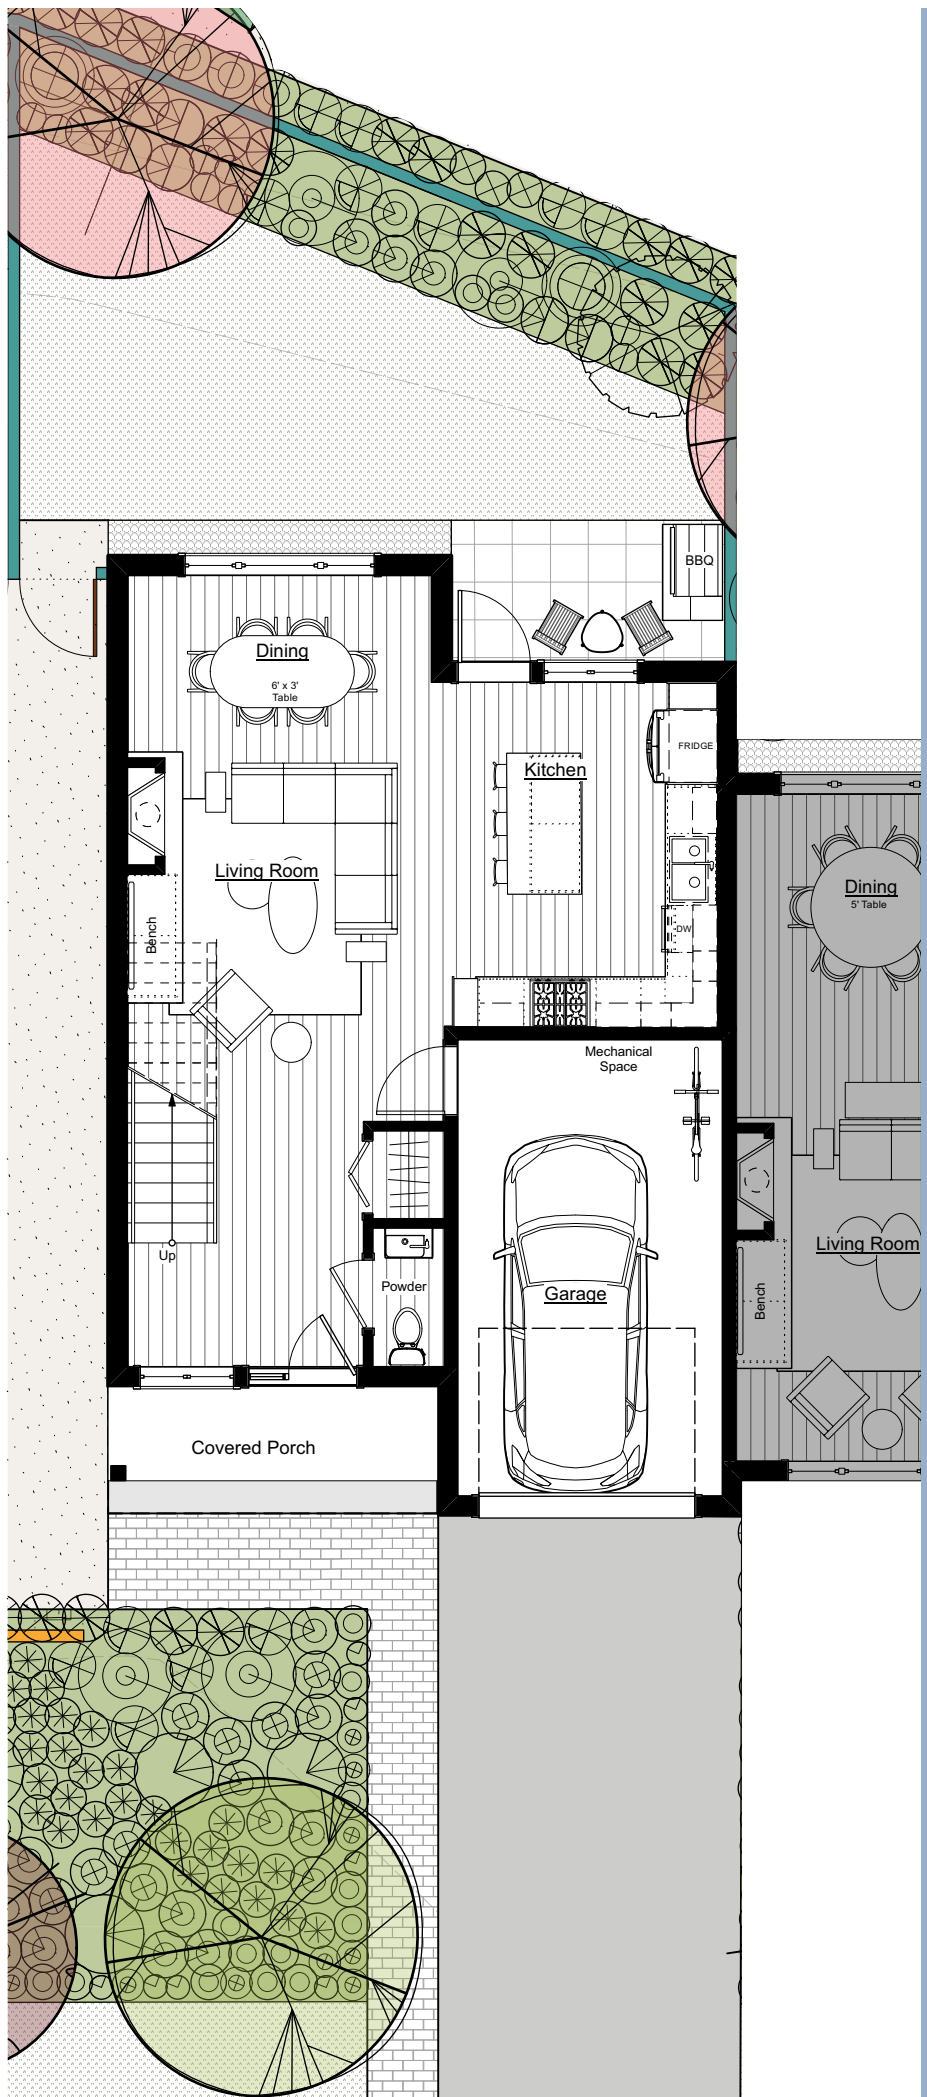 BBQ
Dining
6' x 3'
Table
FRIDGE
Kitchen
Living Room
Bench
DW
Dining
5' Table
Mechanical
Space
Up
Powder
Garage
Living Room
Bench
Covered Porch